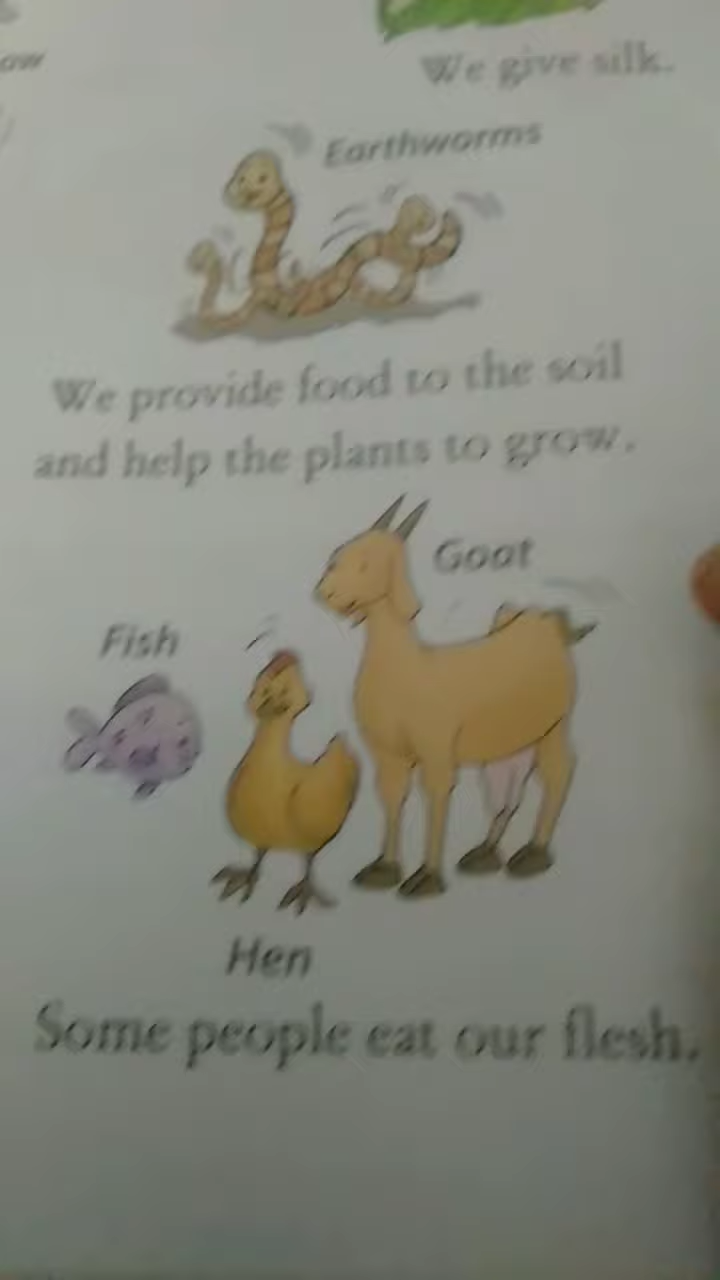 We give silk.
Earthworms
We provide food to the soil
and help the plants to grow.
Goat
Fish
Hen
Some people eat our flesh.